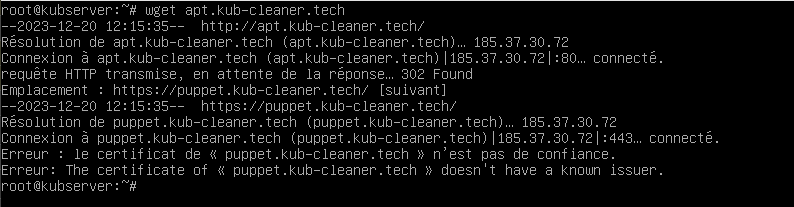 root@kubserver:~# wget apt.kub-cleaner.tech
--2023-12-20 12:15:35--  http://apt.kub-cleaner.tech/
Résolution de apt.kub-cleaner.tech (apt.kub-cleaner.tech)… 185.37.30.72
Connexion à apt.kub-cleaner.tech (apt.kub-cleaner.tech)|185.37.30.72|:80… connecté.
requête HTTP transmise, en attente de la réponse… 302 Found
Emplacement : https://puppet.kub-cleaner.tech/ [suivant]
--2023-12-20 12:15:35--  https://puppet.kub-cleaner.tech/
Résolution de puppet.kub-cleaner.tech (puppet.kub-cleaner.tech)… 185.37.30.72
Connexion à puppet.kub-cleaner.tech (puppet.kub-cleaner.tech)|185.37.30.72|:443… connecté.
Erreur : le certificat de « puppet.kub-cleaner.tech » n’est pas de confiance.
Erreur: The certificate of « puppet.kub-cleaner.tech » doesn't have a known issuer.
root@kubserver:~#